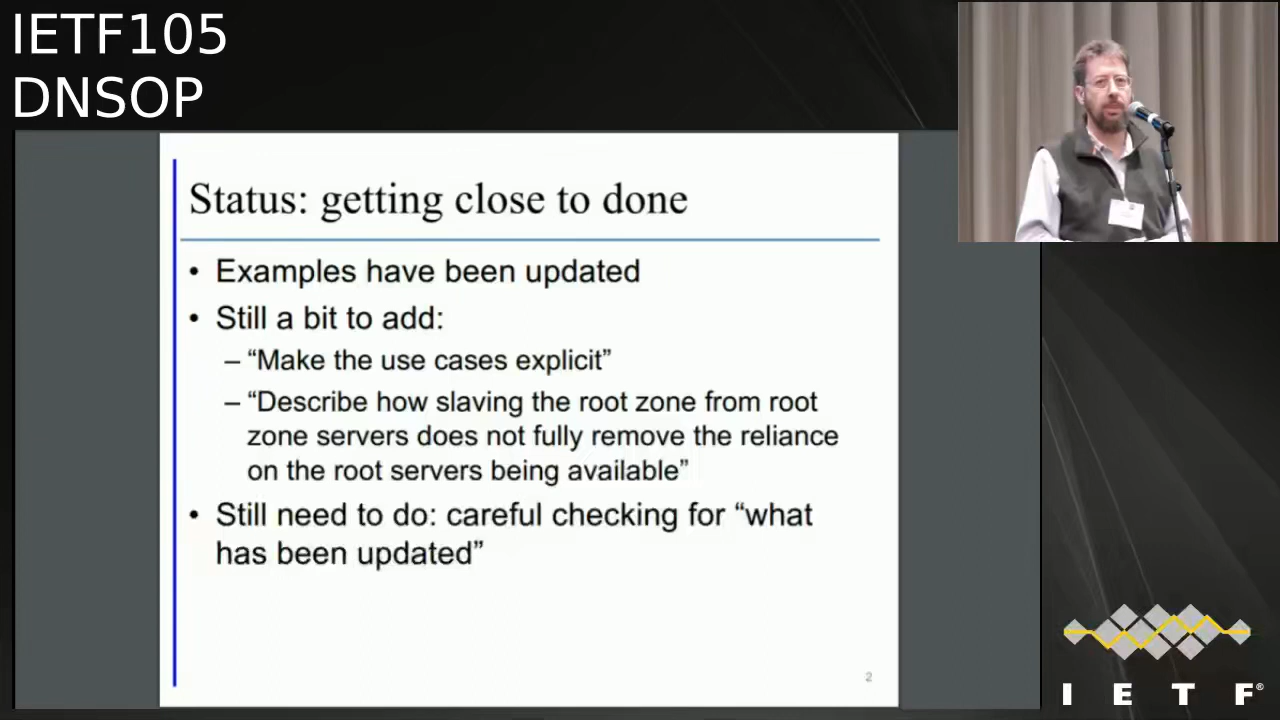 IETF105
DNSOP
Status: getting close to done
• Examples have been updated
• Still a bit to add:
– “Make the use cases explicit”
– “Describe how slaving the root zone from root
zone servers does not fully remove the reliance
on the root servers being available”
• Still need to do: careful checking for “what
has been updated”
2
I E T F®